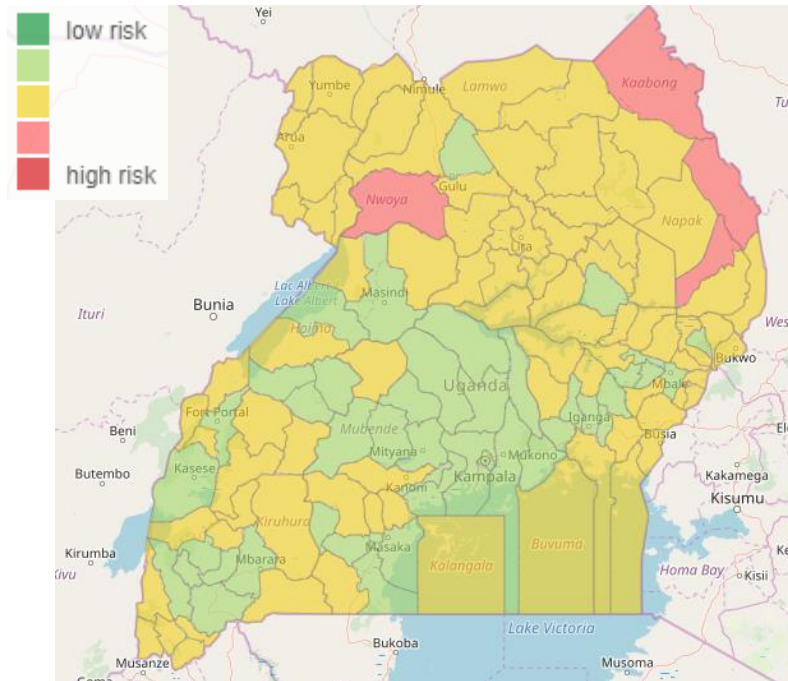 low risk
high risk
Yei
Kaabong
Yumbe
Nimule
Lamwo
Arua
Gulu
Nwoya
Napak
Lira
Lac Albert
Lake Albert
Masindi
Bunia
Ituri
Hoima
Bukwo
Uganda
Mbale
Fort Portal
Mubende
Iganga
Beni
Mityana
Mukono
Busia
Kasese
Kampala
Butembo
Kanoni
Kakamega
Kisumu
Kiruhura
Masaka
Kirumba
Mbarara
Kalangala
Buvuma
Kivu
Homa Bay
Kisii
Lake Victoria
Bukoba
Musanze
Musoma